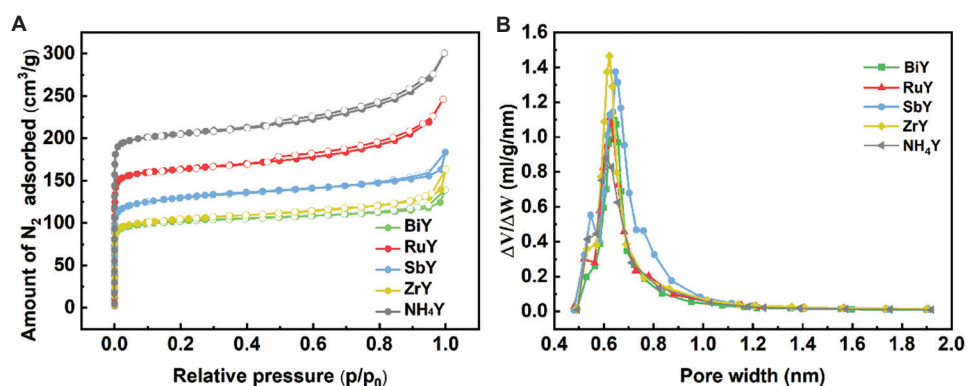 A
Amount of N2 adsorbed (cm³/g)
300
250
200
150
100
50
0
0.0 0.2 0.4 0.6 0.8 1.0
Relative pressure (p/p0)
BiY
RuY
SbY
ZrY
NH4Y
B
ΔV/ΔW (ml/g/nm)
1.6
1.4
1.2
1.0
0.8
0.6
0.4
0.2
0.0
0.4 0.6 0.8 1.0 1.2 1.4 1.6 1.8 2.0
Pore width (nm)
BiY
RuY
SbY
ZrY
NH4Y